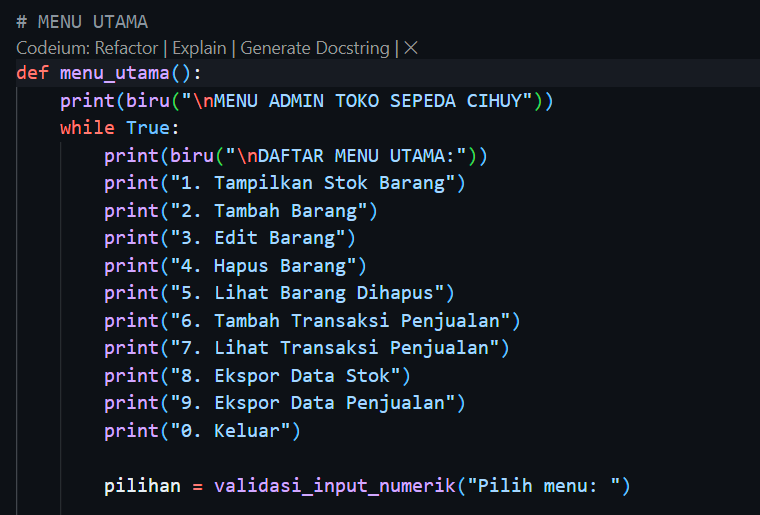 # MENU UTAMA
Codeium: Refactor | Explain | Generate Docstring | ×
def menu_utama():
    print(biru("\nMENU ADMIN TOKO SEPEDA CIHUY"))
    while True:
        print(biru("\nDAFTAR MENU UTAMA:"))
        print("1. Tampilkan Stok Barang")
        print("2. Tambah Barang")
        print("3. Edit Barang")
        print("4. Hapus Barang")
        print("5. Lihat Barang Dihapus")
        print("6. Tambah Transaksi Penjualan")
        print("7. Lihat Transaksi Penjualan")
        print("8. Ekspor Data Stok")
        print("9. Ekspor Data Penjualan")
        print("0. Keluar")
        pilihan = validasi_input_numerik("Pilih menu: ")